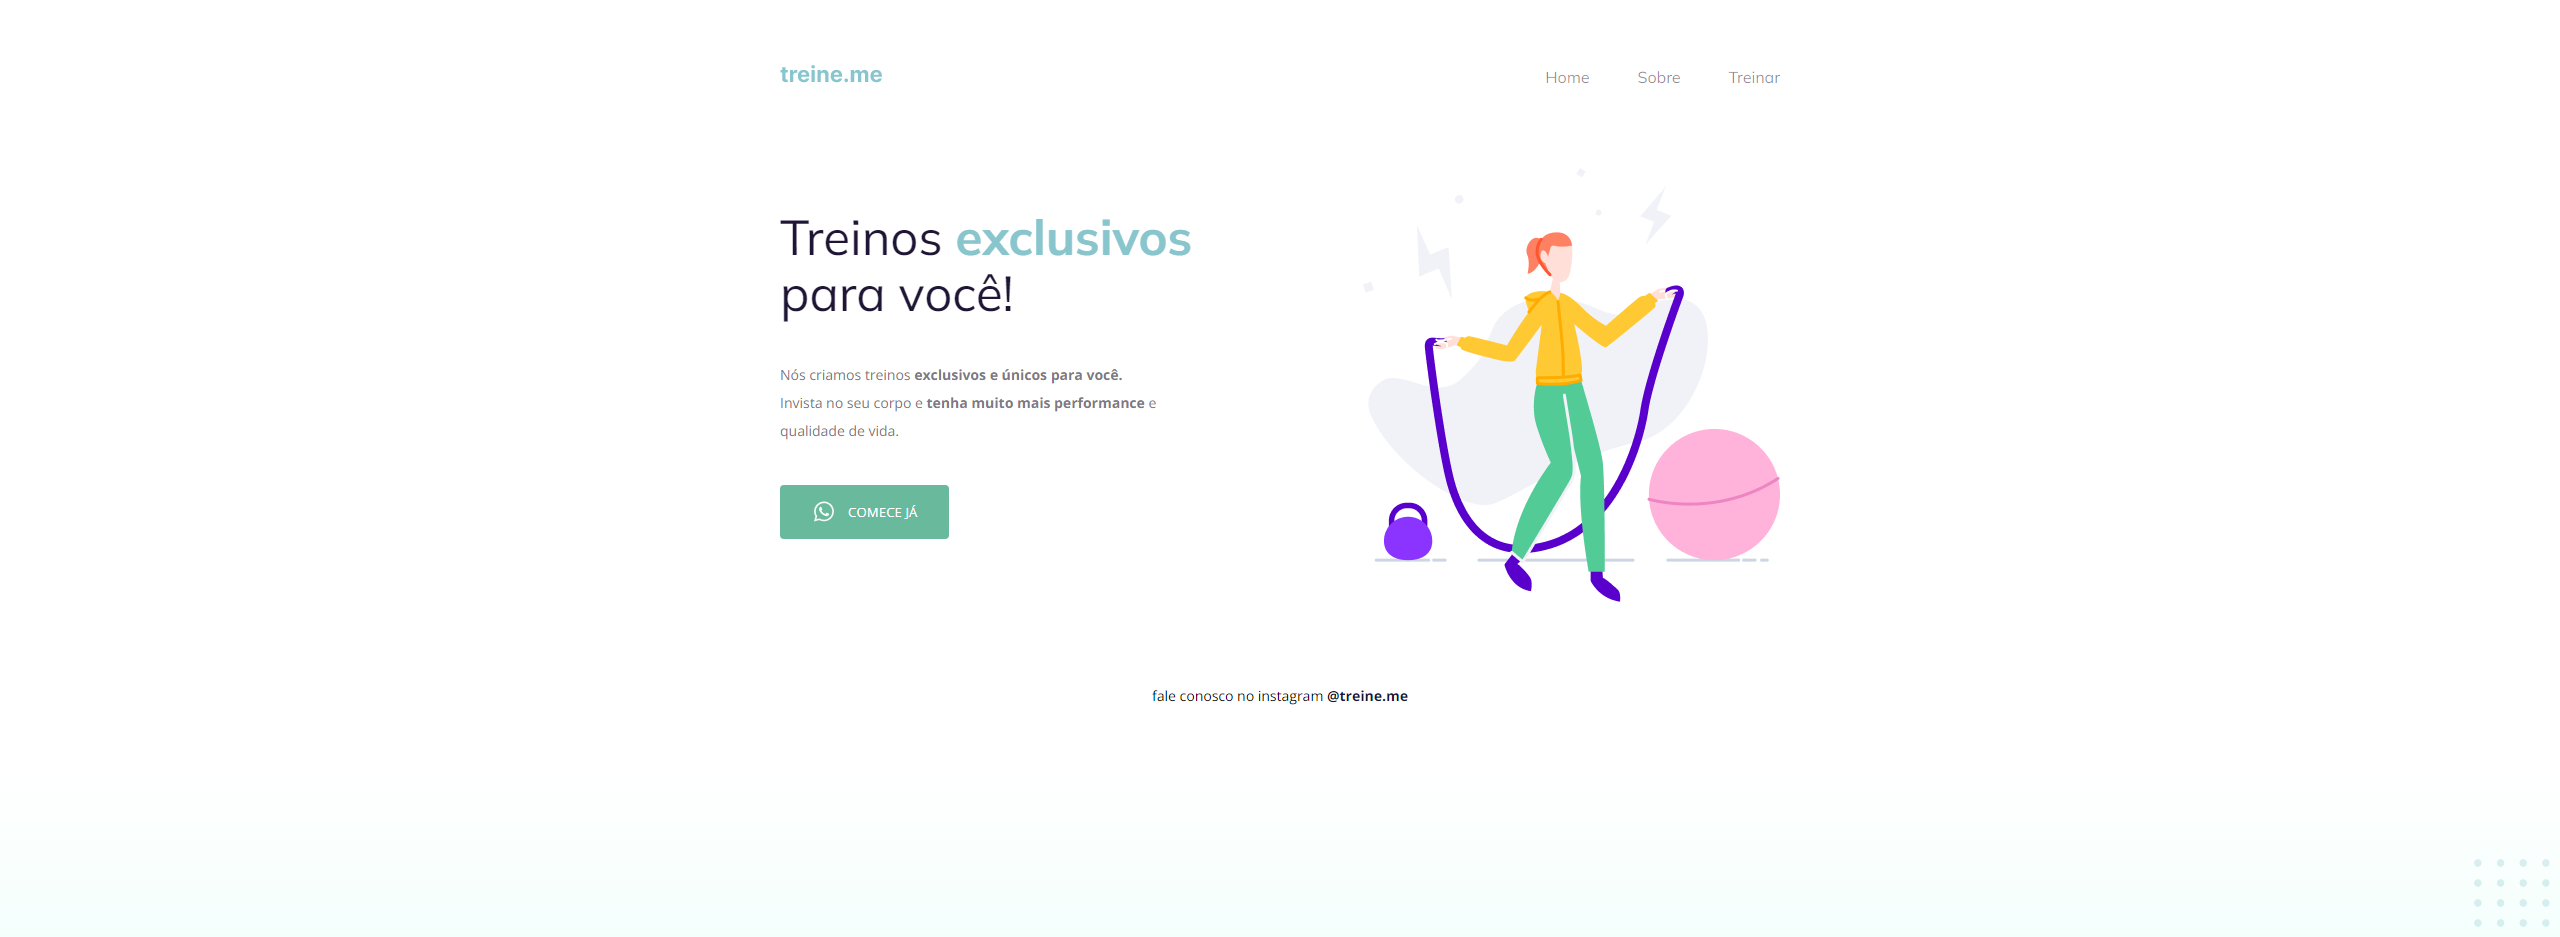 treine.me
Home Sobre Treinar
Treinos exclusivos
para você!
Nós criamos treinos exclusivos e únicos para você.
Invista no seu corpo e tenha muito mais performance e
qualidade de vida.
COMECE JÁ
fale conosco no instagram @treine.me